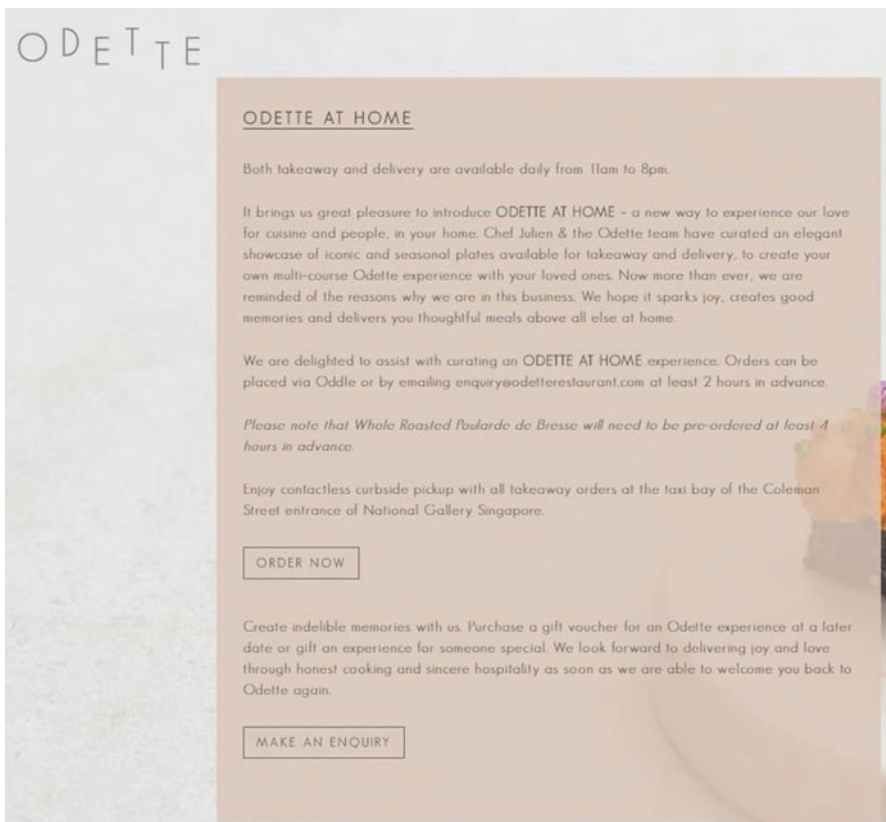 ODETTE
ODETTE AT HOME
Both takeaway and delivery are available daily from 11am to 8pm.
It brings us great pleasure to introduce ODETTE AT HOME - a new way to experience our love
for cuisine and people, in your home. Chef Julien & the Odette team have curated an elegant
showcase of iconic and seasonal plates available for takeaway and delivery, to create your
own multi-course Odette experience with your loved ones. Now more than ever, we are
reminded of the reasons why we are in this business. We hope it sparks joy, creates good
memories and delivers you thoughtful meals above all else at home.
We are delighted to assist with curating an ODETTE AT HOME experience. Orders can be
placed via Oddle or by emailing enquiry@odetterestaurant.com at least 2 hours in advance.
Please note that Whole Roasted Poularde de Bresse will need to be pre-ordered at least 4
hours in advance.
Enjoy contactless curbside pickup with all takeaway orders at the taxi bay of the Coleman
Street entrance of National Gallery Singapore.
ORDER NOW
Create indelible memories with us. Purchase a gift voucher for an Odette experience at a later
date or gift an experience for someone special. We look forward to delivering joy and love
through honest cooking and sincere hospitality as soon as we are able to welcome you back to
Odette again.
MAKE AN ENQUIRY